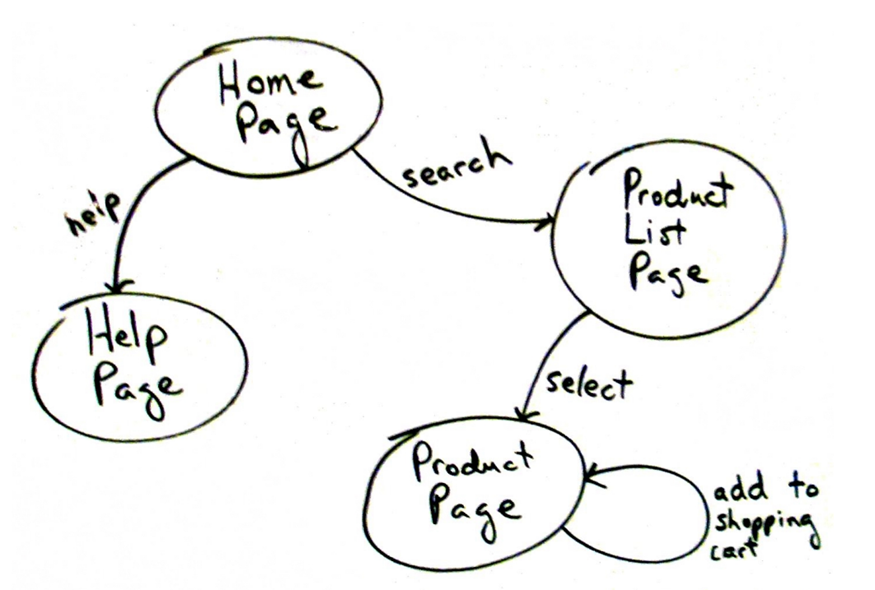 Home
Page
search
help
Product
List
Page
Help
Page
select
Product
Page
add to
shopping
cart